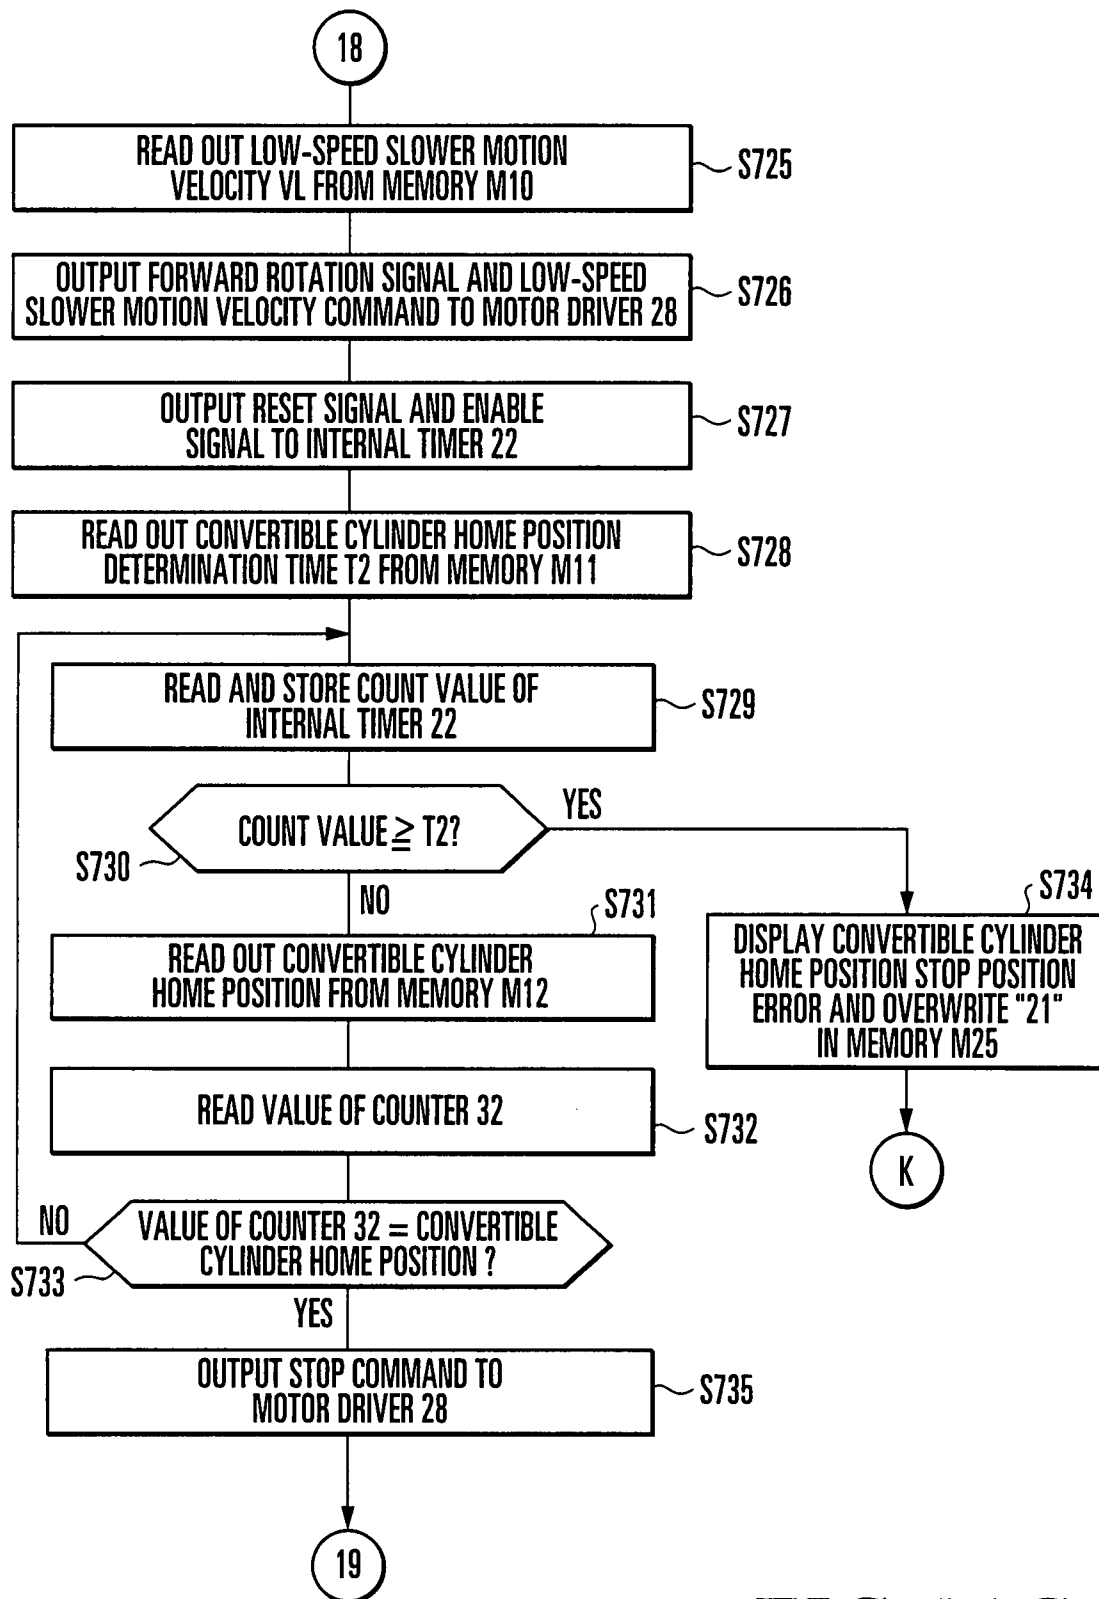 18
READ OUT LOW-SPEED SLOWER MOTION
VELOCITY VL FROM MEMORY M10
S725
OUTPUT FORWARD ROTATION SIGNAL AND LOW-SPEED
SLOWER MOTION VELOCITY COMMAND TO MOTOR DRIVER 28
S726
OUTPUT RESET SIGNAL AND ENABLE
SIGNAL TO INTERNAL TIMER 22
S727
READ OUT CONVERTIBLE CYLINDER HOME POSITION
DETERMINATION TIME T2 FROM MEMORY M11
S728
READ AND STORE COUNT VALUE OF
INTERNAL TIMER 22
S729
COUNT VALUE ≧ T2?
YES
S730
NO
S731
READ OUT CONVERTIBLE CYLINDER
HOME POSITION FROM MEMORY M12
S734
DISPLAY CONVERTIBLE CYLINDER
HOME POSITION STOP POSITION
ERROR AND OVERWRITE "21"
IN MEMORY M25
READ VALUE OF COUNTER 32
S732
K
NO
VALUE OF COUNTER 32 = CONVERTIBLE
CYLINDER HOME POSITION ?
S733
YES
OUTPUT STOP COMMAND TO
MOTOR DRIVER 28
S735
19